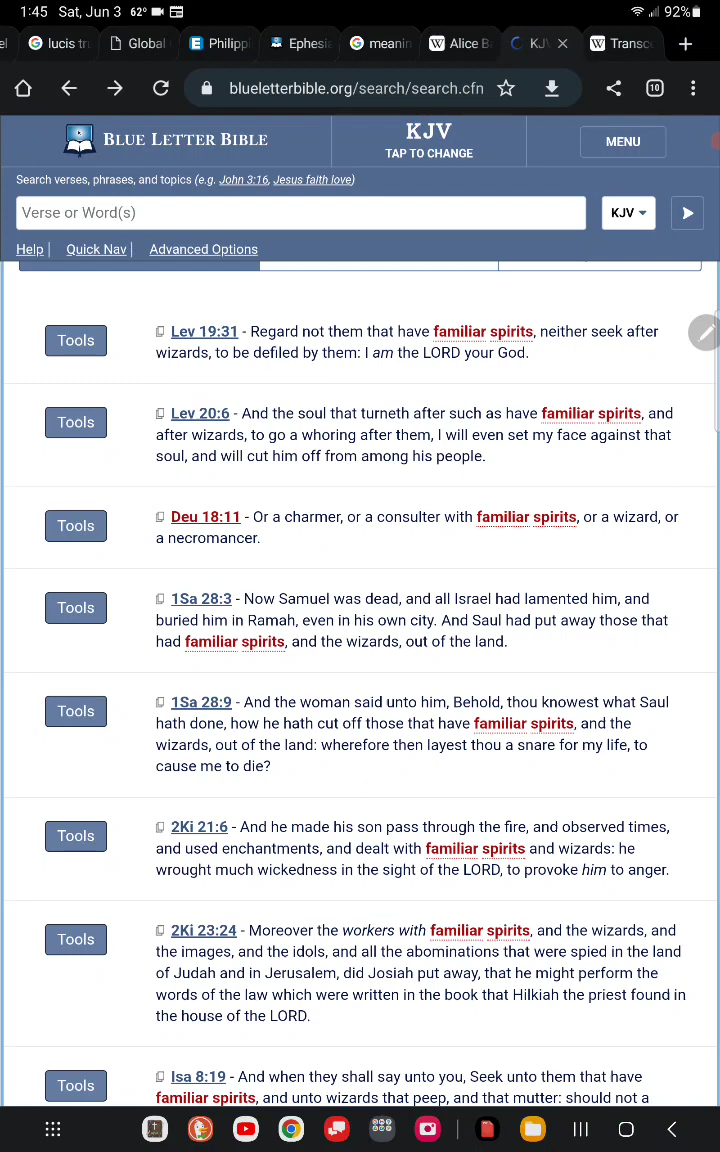 1:45 Sat, Jun 3 62° 92%
el lucis tr Global Philipp Ephesia meanin Alice B KJ Transc
blueletterbible.org/search/search.cfn 10
BLUE LETTER BIBLE KJV MENU
TAP TO CHANGE
Search verses, phrases, and topics (e.g. John 3:16, Jesus faith love)
Verse or Word(s) KJV
Help | Quick Nav | Advanced Options
Tools Lev 19:31 - Regard not them that have familiar spirits, neither seek after
wizards, to be defiled by them: I am the LORD your God.
Tools Lev 20:6 - And the soul that turneth after such as have familiar spirits, and
after wizards, to go a whoring after them, I will even set my face against that
soul, and will cut him off from among his people.
Tools Deu 18:11 - Or a charmer, or a consulter with familiar spirits, or a wizard, or
a necromancer.
Tools 1Sa 28:3 - Now Samuel was dead, and all Israel had lamented him, and
buried him in Ramah, even in his own city. And Saul had put away those that
had familiar spirits, and the wizards, out of the land.
Tools 1Sa 28:9 - And the woman said unto him, Behold, thou knowest what Saul
hath done, how he hath cut off those that have familiar spirits, and the
wizards, out of the land: wherefore then layest thou a snare for my life, to
cause me to die?
Tools 2Ki 21:6 - And he made his son pass through the fire, and observed times,
and used enchantments, and dealt with familiar spirits and wizards: he
wrought much wickedness in the sight of the LORD, to provoke him to anger.
Tools 2Ki 23:24 - Moreover the workers with familiar spirits, and the wizards, and
the images, and the idols, and all the abominations that were spied in the land
of Judah and in Jerusalem, did Josiah put away, that he might perform the
words of the law which were written in the book that Hilkiah the priest found in
the house of the LORD.
Tools Isa 8:19 - And when they shall say unto you, Seek unto them that have
familiar spirits, and unto wizards that peep, and that mutter: should not a